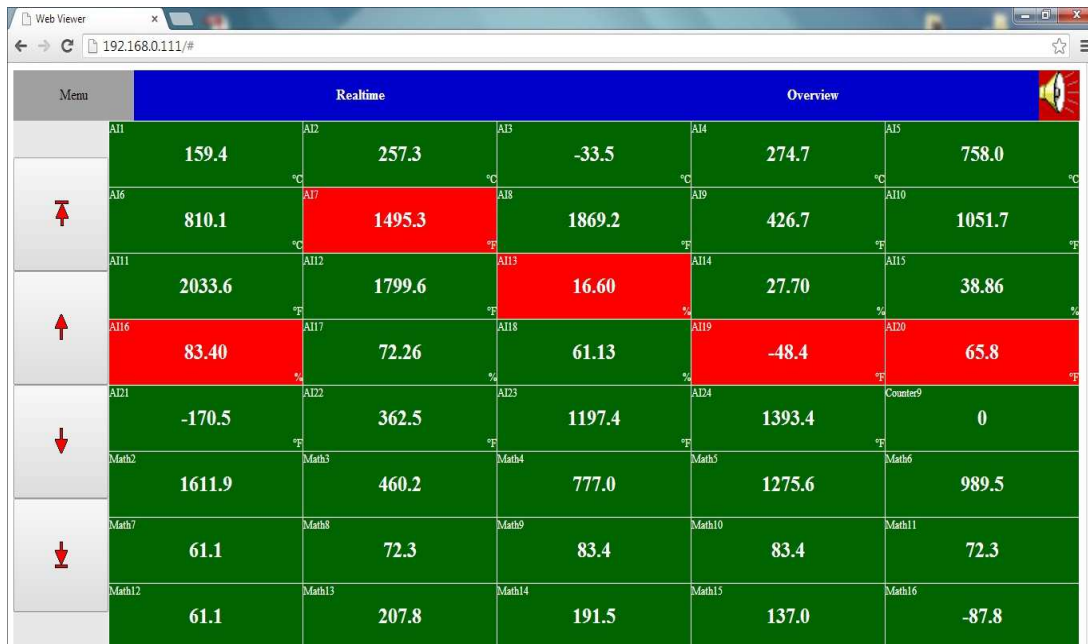 Web Viewer
192.168.0.111/#
Menu Realtime Overview
AI1 AI2 AI3 AI4 AI5
159.4 257.3 -33.5 274.7 758.0
°C °C °C °C °C
AI6 AI7 AI8 AI9 AI10
810.1 1495.3 1869.2 426.7 1051.7
°C °F °F °F °F
AI11 AI12 AI13 AI14 AI15
2033.6 1799.6 16.60 27.70 38.86
°F °F % % %
AI16 AI17 AI18 AI19 AI20
83.40 72.26 61.13 -48.4 65.8
% % % °F °F
AI21 AI22 AI23 AI24 Counter9
-170.5 362.5 1197.4 1393.4 0
°F °F °F °F
Math2 Math3 Math4 Math5 Math6
1611.9 460.2 777.0 1275.6 989.5
Math7 Math8 Math9 Math10 Math11
61.1 72.3 83.4 83.4 72.3
Math12 Math13 Math14 Math15 Math16
61.1 207.8 191.5 137.0 -87.8